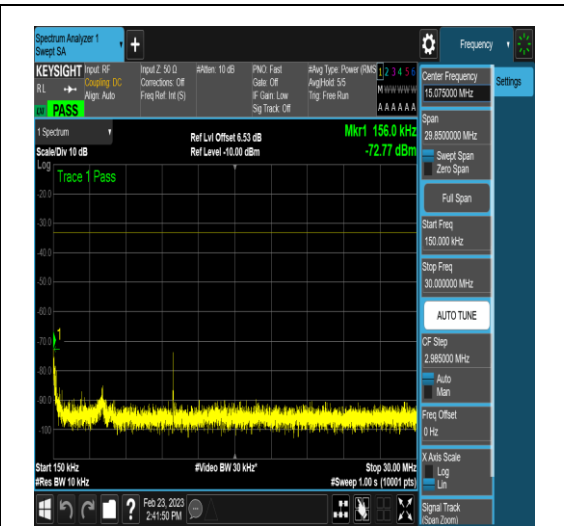 Spectrum Analyzer 1
Swept SA
Frequency
KEYSIGHT
RL
PASS
Input: RF
Coupling: DC
Align: Auto
Input Z: 50 Ω
Corrections: Off
Freq Ref: Int (S)
#Atten: 10 dB
PNO: Fast
Gate: Off
IF Gain: Low
Sig Track: Off
#Avg Type: Power (RMS
Avg|Hold: 5/5
Trig: Free Run
1 2 3 4 5 6
M W W W W W
A A A A A A
1 Spectrum
Scale/Div 10 dB
Ref Lvl Offset 6.53 dB
Ref Level -10.00 dBm
Mkr1 156.0 kHz
-72.77 dBm
Log
Trace 1 Pass
-20.0
-30.0
-40.0
-50.0
-60.0
-70.0
-80.0
-90.0
-100
1
Start 150 kHz
#Res BW 10 kHz
#Video BW 30 kHz*
Stop 30.00 MHz
#Sweep 1.00 s (10001 pts)
Feb 23, 2023
2:41:50 PM
?
Center Frequency
15.075000 MHz
Settings
Span
29.8500000 MHz
Swept Span
Zero Span
Full Span
Start Freq
150.000 kHz
Stop Freq
30.000000 MHz
AUTO TUNE
CF Step
2.985000 MHz
Auto
Man
Freq Offset
0 Hz
X Axis Scale
Log
Lin
Signal Track
(Span Zoom)